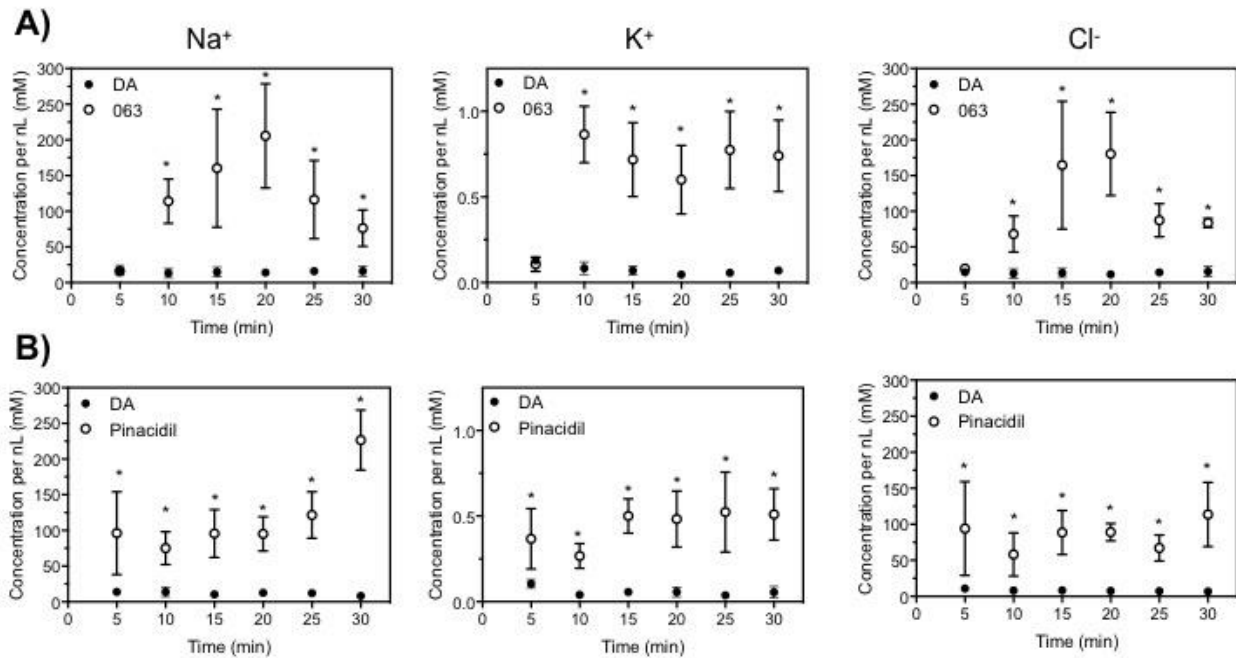 A)
Na⁺
K⁺
Cl⁻
Concentration per nL (mM)
300
250
200
150
100
50
0
DA
063
* * * * *
0 5 10 15 20 25 30
Time (min)
Concentration per nL (mM)
1.0
0.5
0.0
DA
063
* * * * *
0 5 10 15 20 25 30
Time (min)
Concentration per nL (mM)
300
250
200
150
100
50
0
DA
063
* * * * *
0 5 10 15 20 25 30
Time (min)
B)
Concentration per nL (mM)
300
250
200
150
100
50
0
DA
Pinacidil
* * * * * *
0 5 10 15 20 25 30
Time (min)
Concentration per nL (mM)
1.0
0.5
0.0
DA
Pinacidil
* * * * * *
0 5 10 15 20 25 30
Time (min)
Concentration per nL (mM)
300
250
200
150
100
50
0
DA
Pinacidil
* * * * * *
0 5 10 15 20 25 30
Time (min)